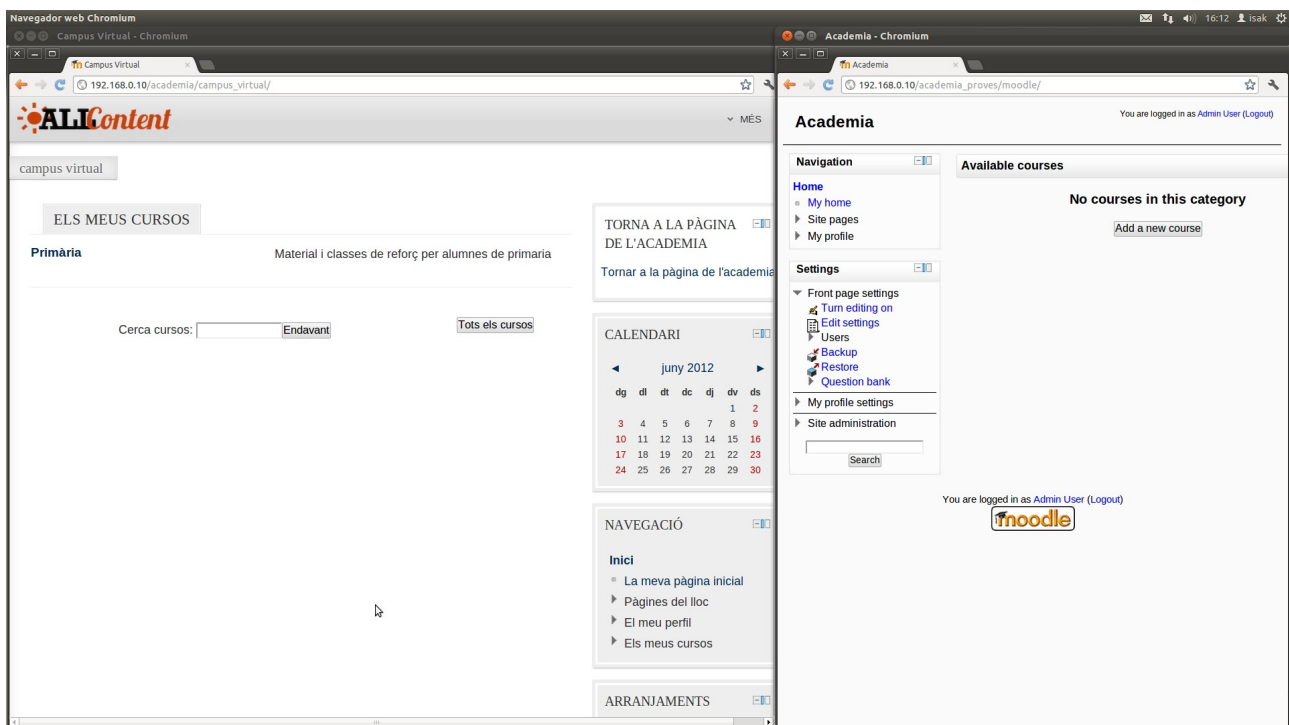 Navegador web Chromium
16:12 isak
Campus Virtual - Chromium
Campus Virtual
192.168.0.10/academia/campus_virtual/
ALIContent
MÉS
campus virtual
ELS MEUS CURSOS
Primària
Material i classes de reforç per alumnes de primaria
Cerca cursos:
Endavant
Tots els cursos
TORNA A LA PÀGINA
DE L'ACADEMIA
Tornar a la pàgina de l'academia
CALENDARI
◄ juny 2012 ►
dg dl dt dc dj dv ds
1 2
3 4 5 6 7 8 9
10 11 12 13 14 15 16
17 18 19 20 21 22 23
24 25 26 27 28 29 30
NAVEGACIÓ
Inici
La meva pàgina inicial
Pàgines del lloc
El meu perfil
Els meus cursos
ARRANJAMENTS
Academia - Chromium
Academia
192.168.0.10/academia_proves/moodle/
Academia
You are logged in as Admin User (Logout)
Navigation
Home
My home
Site pages
My profile
Settings
Front page settings
Turn editing on
Edit settings
Users
Backup
Restore
Question bank
My profile settings
Site administration
Search
Available courses
No courses in this category
Add a new course
You are logged in as Admin User (Logout)
moodle